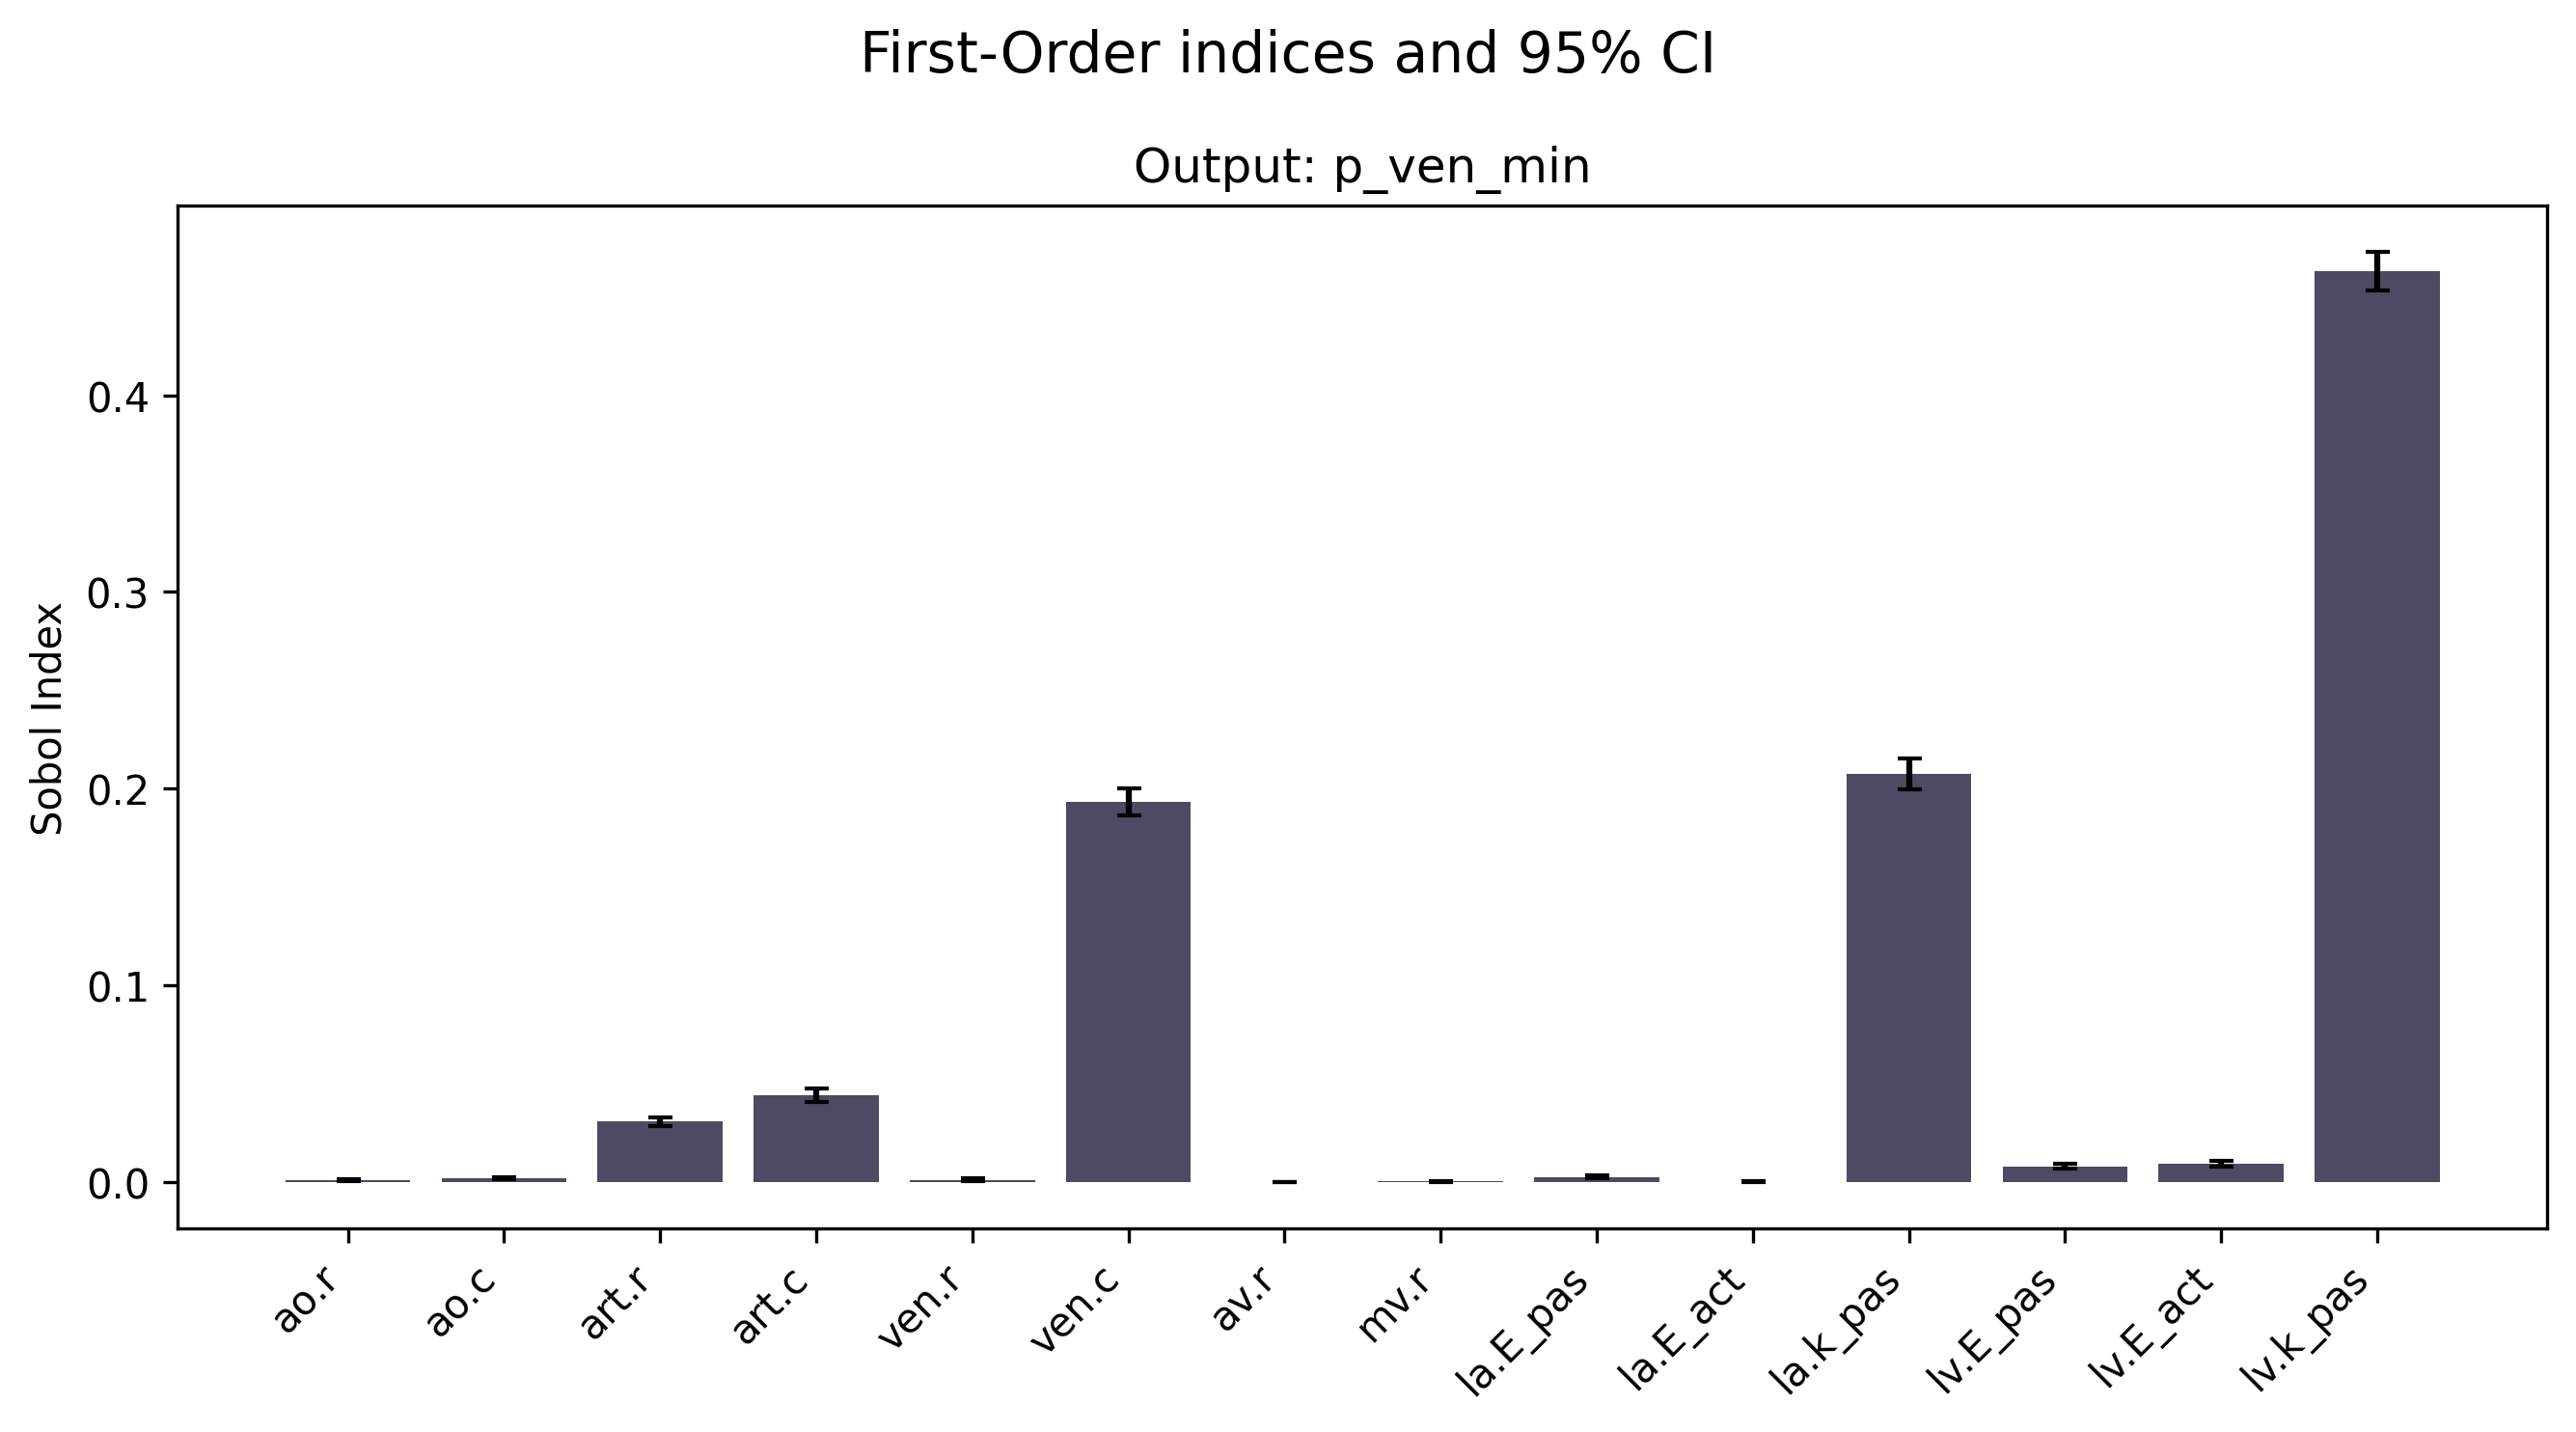 First-Order indices and 95% CI
Output: p_ven_min
Sobol Index
0.4
0.3
0.2
0.1
0.0
ao.r
ao.c
art.r
art.c
ven.r
ven.c
av.r
mv.r
la.E_pas
la.E_act
la.k_pas
lv.E_pas
lv.E_act
lv.k_pas